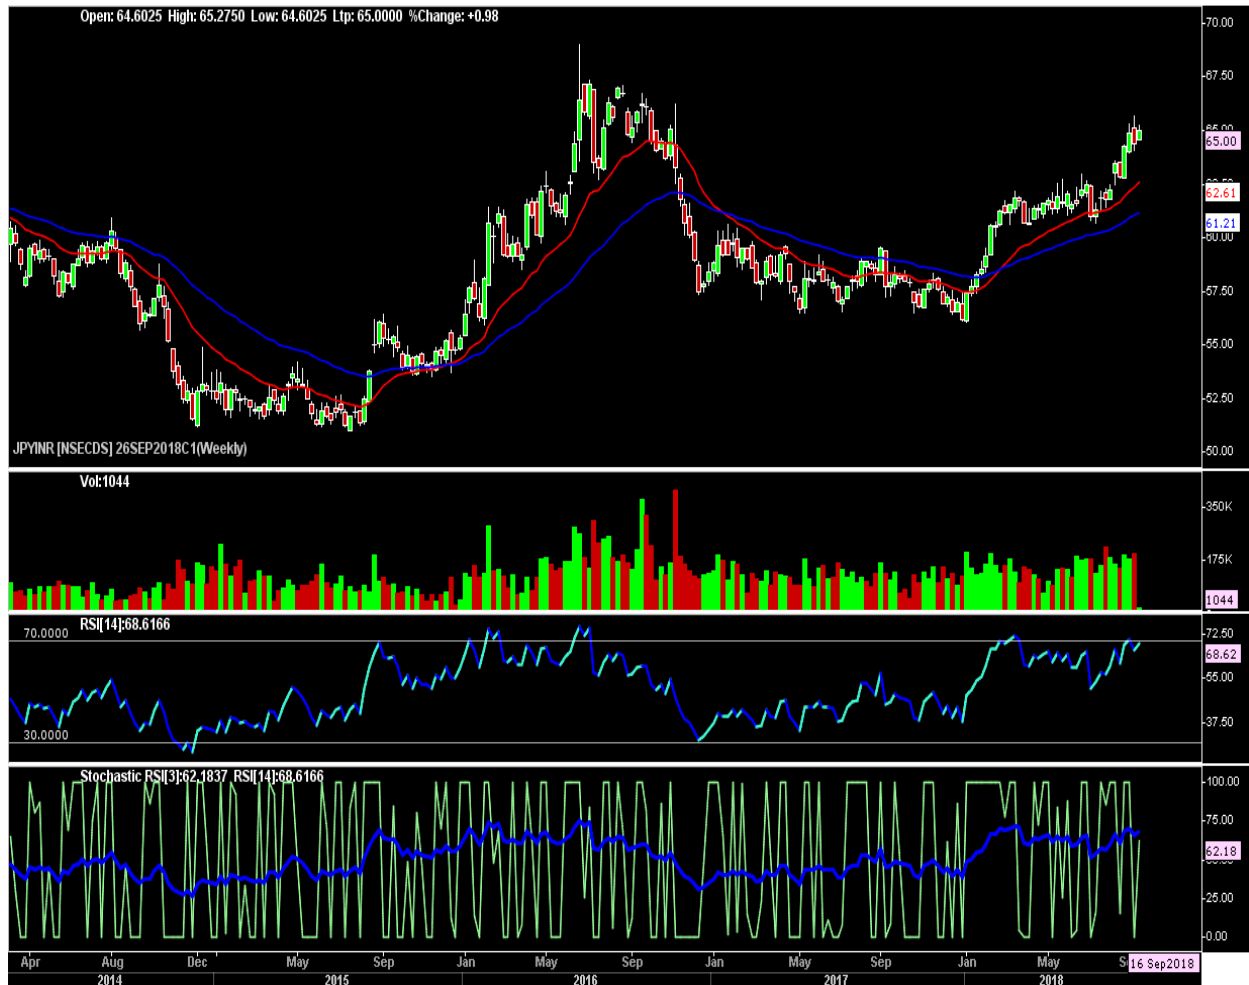 Open: 64.6025 High: 65.2750 Low: 64.6025 Ltp: 65.0000 %Change: +0.98
70.00
67.50
65.00
65.00
62.61
61.21
60.00
57.50
55.00
52.50
50.00
JPYINR [NSECDS] 26SEP2018C1(Weekly)
Vol:1044
350K
175K
1044
RSI[14]:68.6166
70.0000
72.50
68.62
55.00
37.50
30.0000
Stochastic RSI[3]:62.1837 RSI[14]:68.6166
100.00
75.00
62.18
50.00
25.00
0.00
Apr Aug Dec May Sep Jan May Sep Jan May Sep Jan May 16 Sep2018
2014 2015 2016 2017 2018